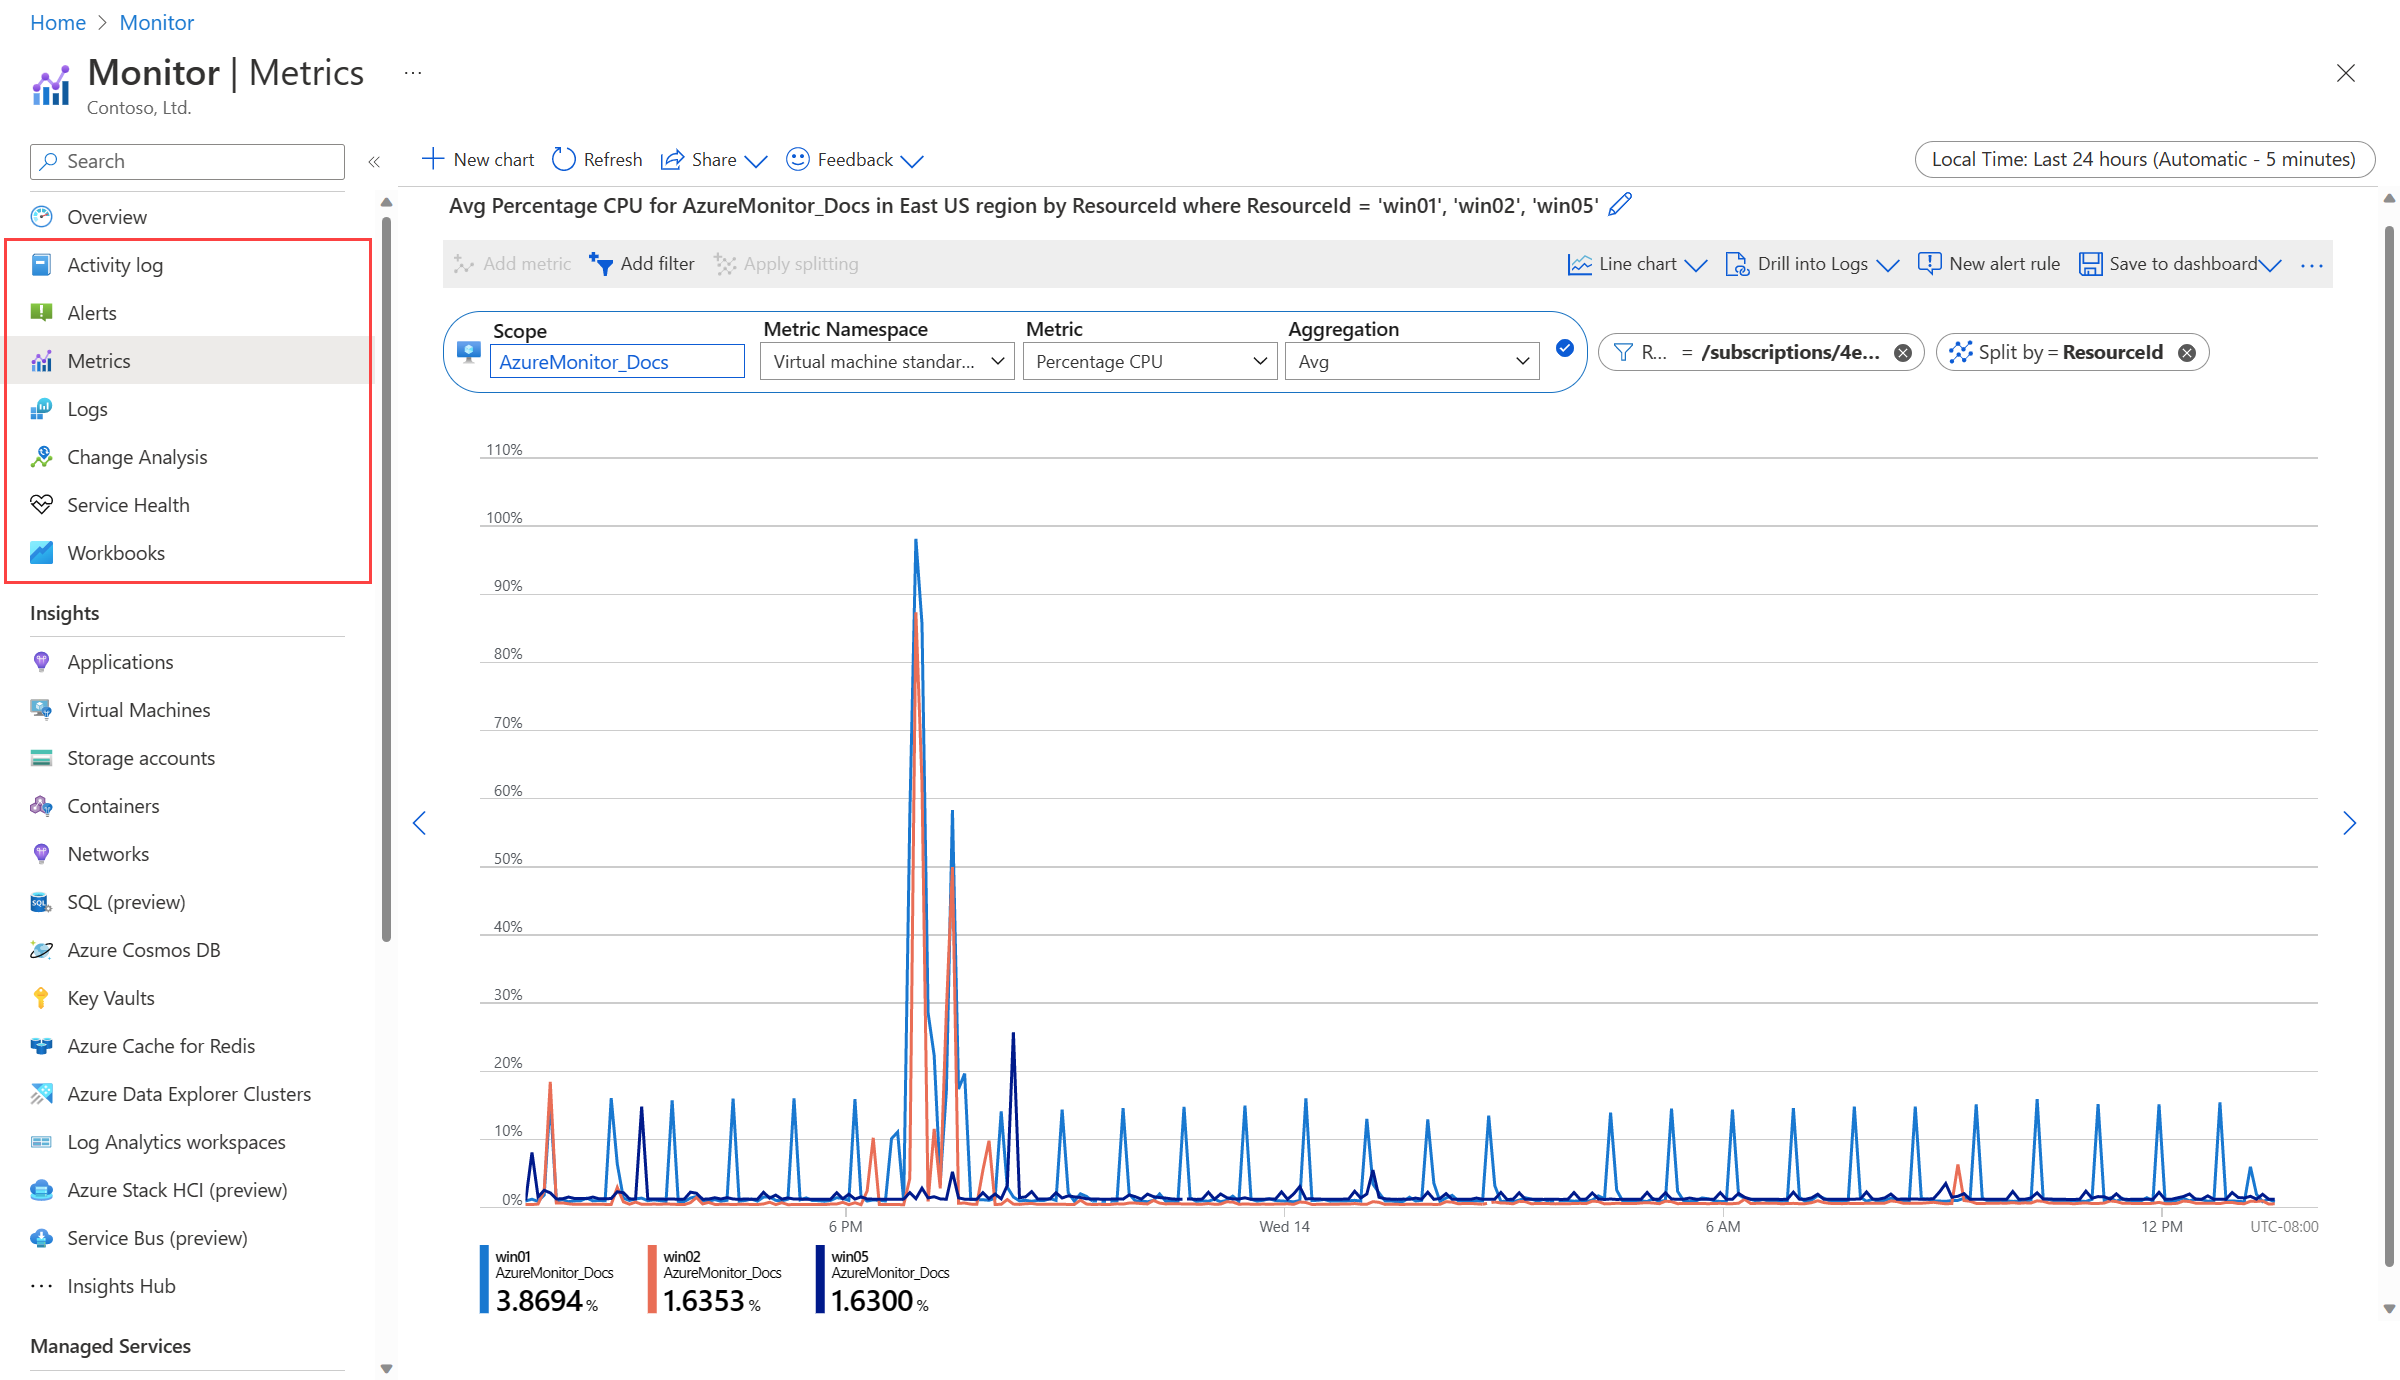 Home > Monitor
Monitor | Metrics ...
Contoso, Ltd.
Search
«
New chart
Refresh
Share
Feedback
Local Time: Last 24 hours (Automatic - 5 minutes)
Overview
Activity log
Alerts
Metrics
Logs
Change Analysis
Service Health
Workbooks
Insights
Applications
Virtual Machines
Storage accounts
Containers
Networks
SQL (preview)
Azure Cosmos DB
Key Vaults
Azure Cache for Redis
Azure Data Explorer Clusters
Log Analytics workspaces
Azure Stack HCI (preview)
Service Bus (preview)
Insights Hub
Managed Services
Avg Percentage CPU for AzureMonitor_Docs in East US region by ResourceId where ResourceId = 'win01', 'win02', 'win05'
Add metric
Add filter
Apply splitting
Line chart
Drill into Logs
New alert rule
Save to dashboard
...
Scope
AzureMonitor_Docs
Metric Namespace
Virtual machine standar...
Metric
Percentage CPU
Aggregation
Avg
R... = /subscriptions/4e...
Split by = ResourceId
110%
100%
90%
80%
70%
60%
50%
40%
30%
20%
10%
0%
6 PM
Wed 14
6 AM
12 PM
UTC-08:00
win01
AzureMonitor_Docs
3.8694 %
win02
AzureMonitor_Docs
1.6353 %
win05
AzureMonitor_Docs
1.6300 %